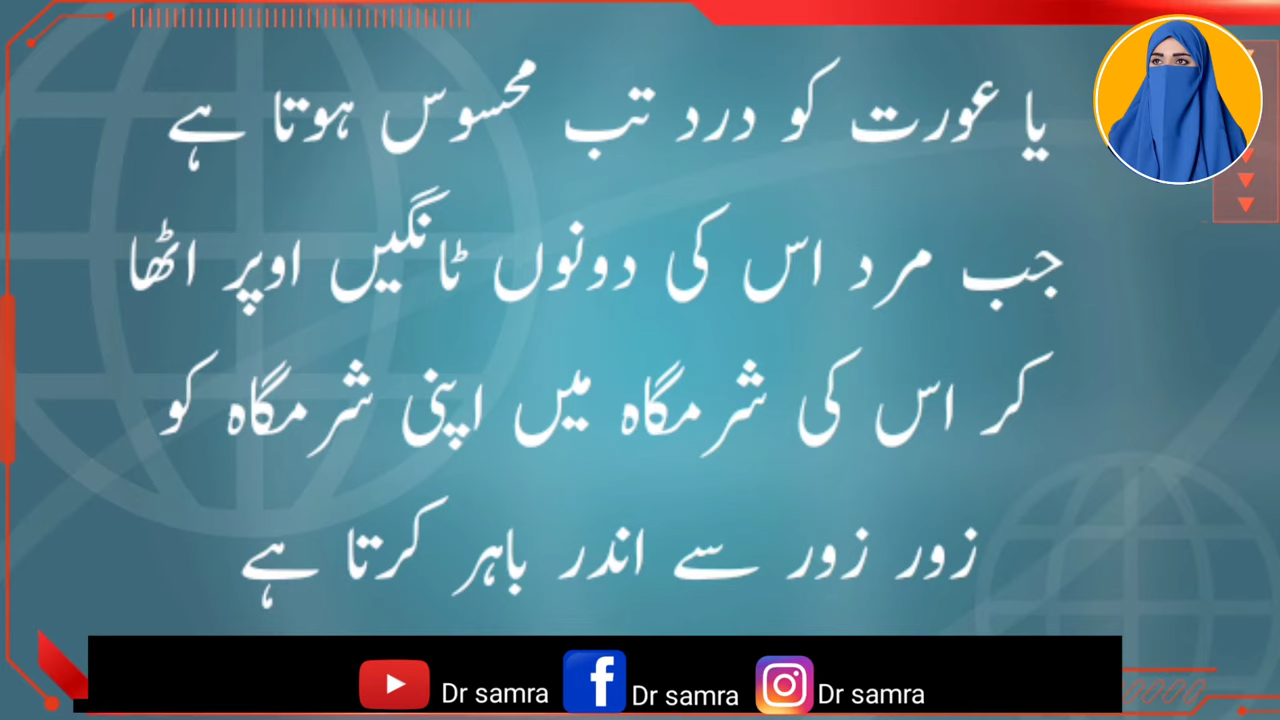 یا عورت کو درد تب محسوس ہوتا ہے
جب مرد اس کی دونوں ٹانگیں اوپر اٹھا
کر اس کی شرمگاہ میں اپنی شرمگاہ کو
زور زور سے اندر باہر کرتا ہے
Dr samra Dr samra Dr samra